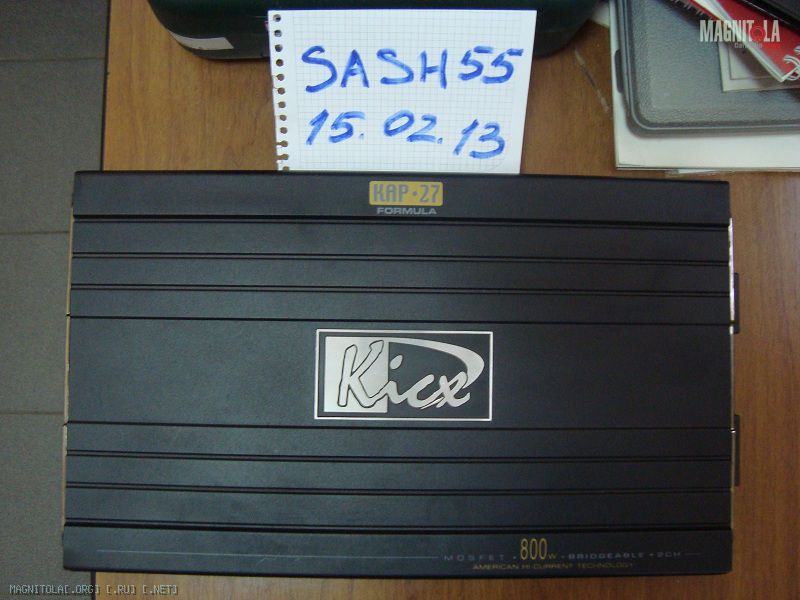 MAGNITOLA
SASH55
15.02.13
KAP·27
FORMULA
Kicx
MOSFET · 800W · BRIDGEABLE · 2CH
AMERICAN HI-CURRENT TECHNOLOGY
MAGNITOLA[.ORG] [.RU] [.NET]